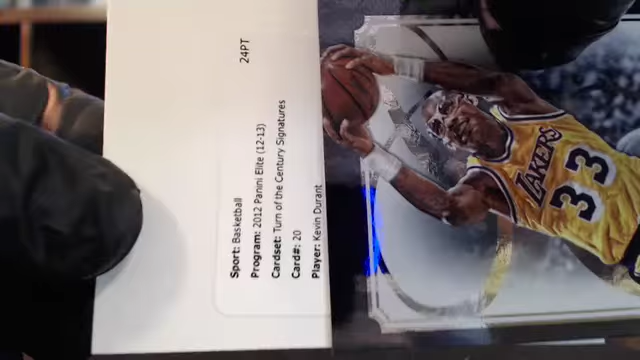 24PT
Sport: Basketball
Program: 2012 Panini Elite (12-13)
Cardset: Turn of the Century Signatures
Card#: 20
Player: Kevin Durant
LAKERS
33